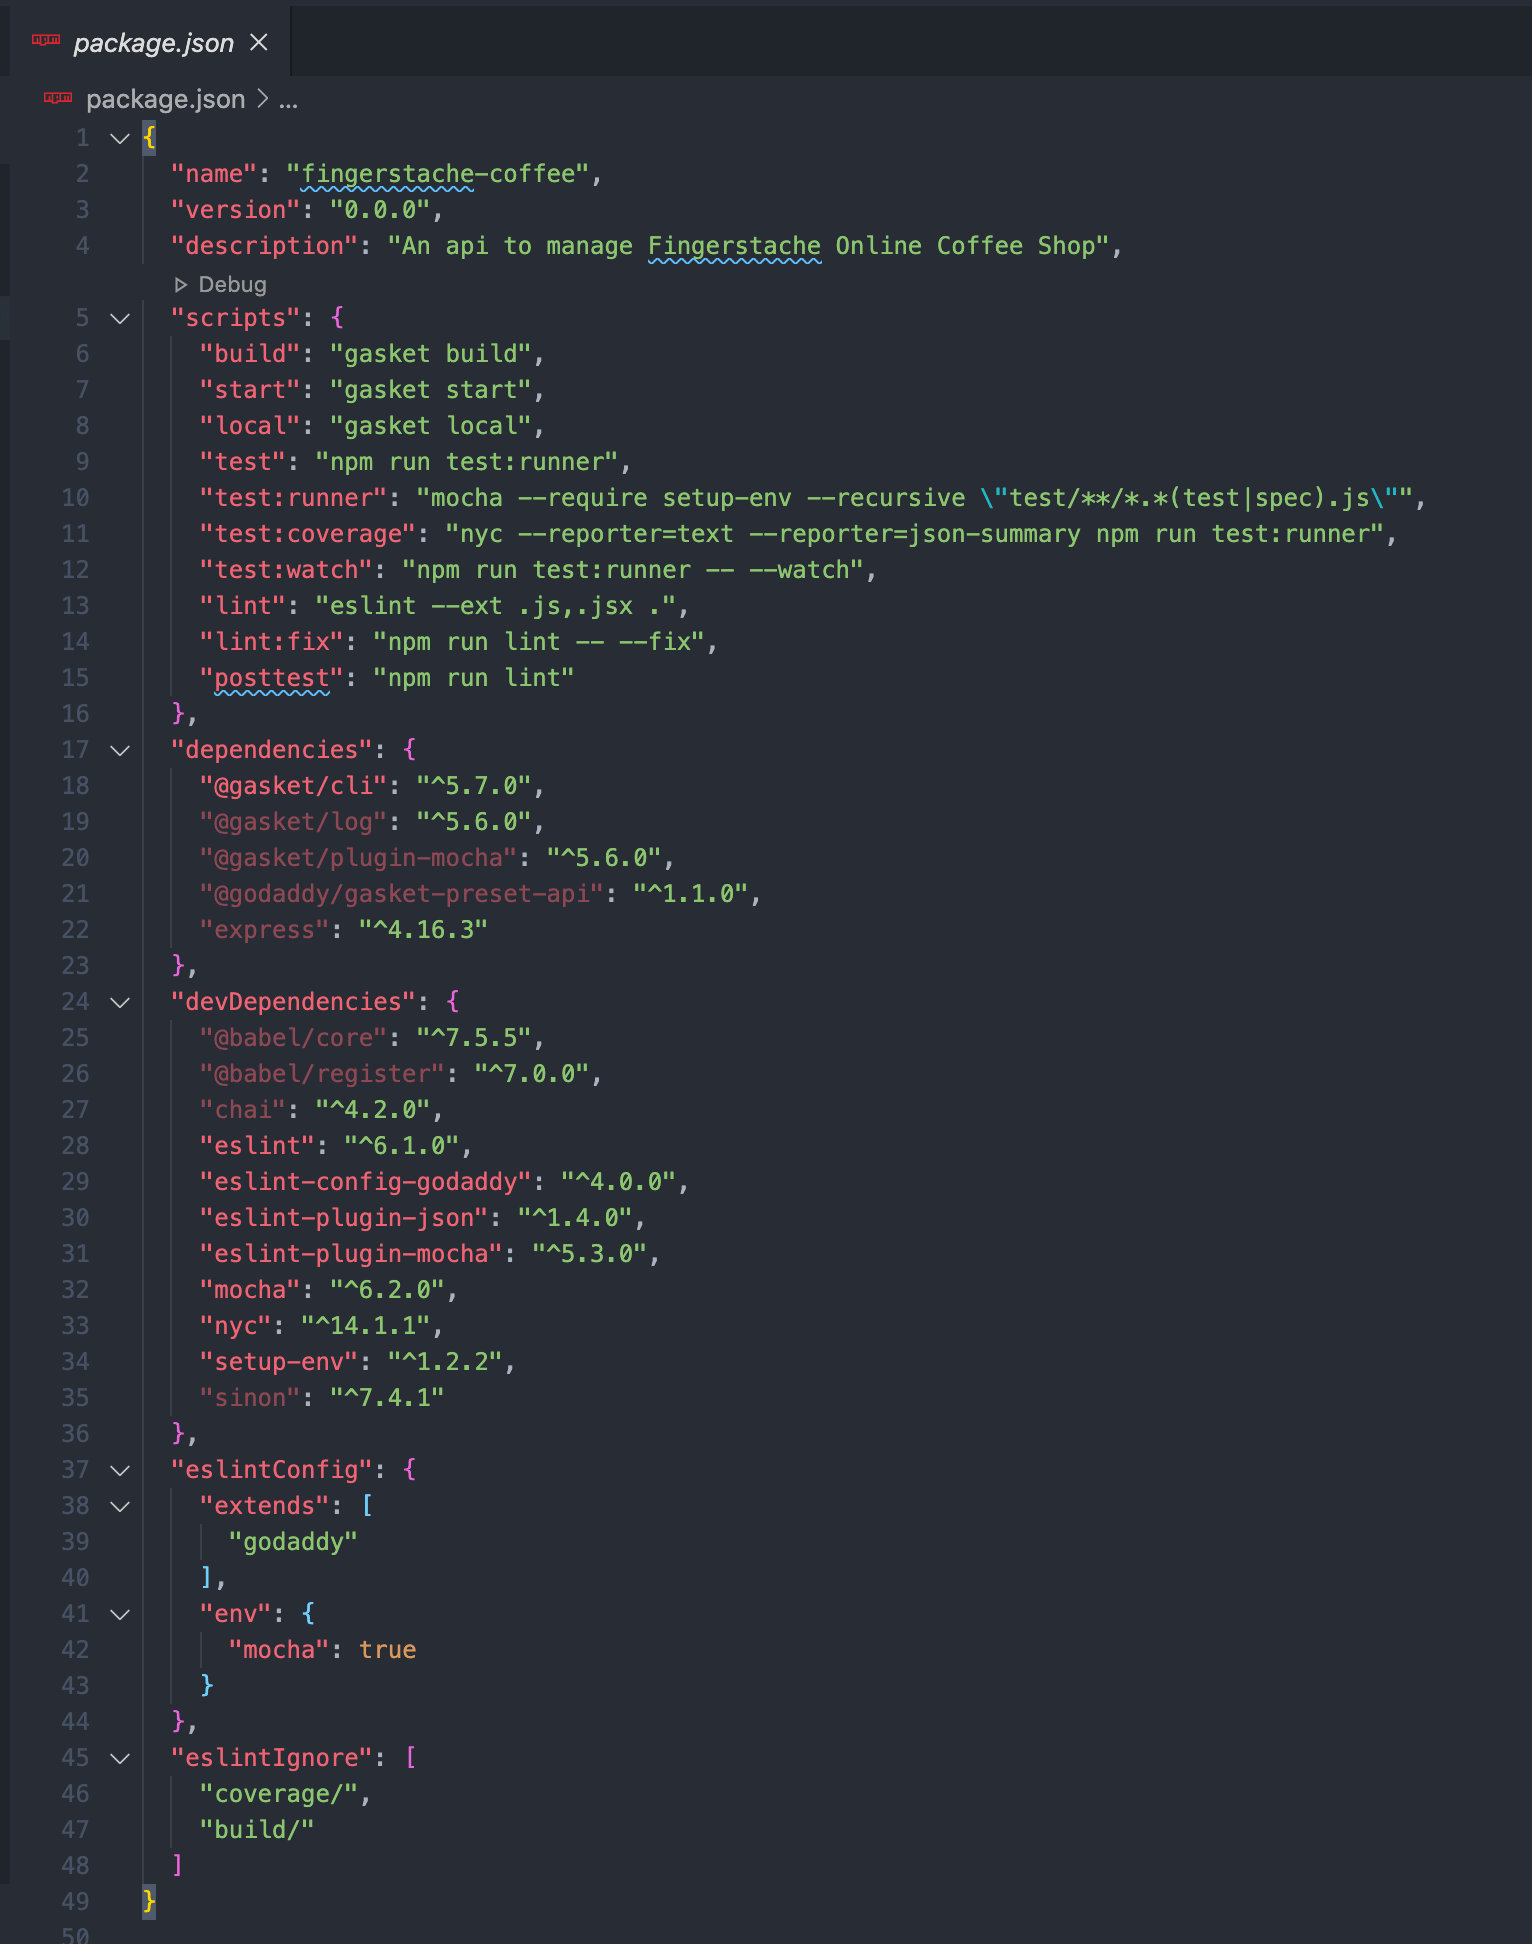 package.json
package.json > ...
1 {
2 "name": "fingerstache-coffee",
3 "version": "0.0.0",
4 "description": "An api to manage Fingerstache Online Coffee Shop",
Debug
5 "scripts": {
6 "build": "gasket build",
7 "start": "gasket start",
8 "local": "gasket local",
9 "test": "npm run test:runner",
10 "test:runner": "mocha --require setup-env --recursive \"test/**/*.*(test|spec).js\"",
11 "test:coverage": "nyc --reporter=text --reporter=json-summary npm run test:runner",
12 "test:watch": "npm run test:runner -- --watch",
13 "lint": "eslint --ext .js,.jsx .",
14 "lint:fix": "npm run lint -- --fix",
15 "posttest": "npm run lint"
16 },
17 "dependencies": {
18 "@gasket/cli": "^5.7.0",
19 "@gasket/log": "^5.6.0",
20 "@gasket/plugin-mocha": "^5.6.0",
21 "@godaddy/gasket-preset-api": "^1.1.0",
22 "express": "^4.16.3"
23 },
24 "devDependencies": {
25 "@babel/core": "^7.5.5",
26 "@babel/register": "^7.0.0",
27 "chai": "^4.2.0",
28 "eslint": "^6.1.0",
29 "eslint-config-godaddy": "^4.0.0",
30 "eslint-plugin-json": "^1.4.0",
31 "eslint-plugin-mocha": "^5.3.0",
32 "mocha": "^6.2.0",
33 "nyc": "^14.1.1",
34 "setup-env": "^1.2.2",
35 "sinon": "^7.4.1"
36 },
37 "eslintConfig": {
38 "extends": [
39 "godaddy"
40 ],
41 "env": {
42 "mocha": true
43 }
44 },
45 "eslintIgnore": [
46 "coverage/",
47 "build/"
48 ]
49 }
50